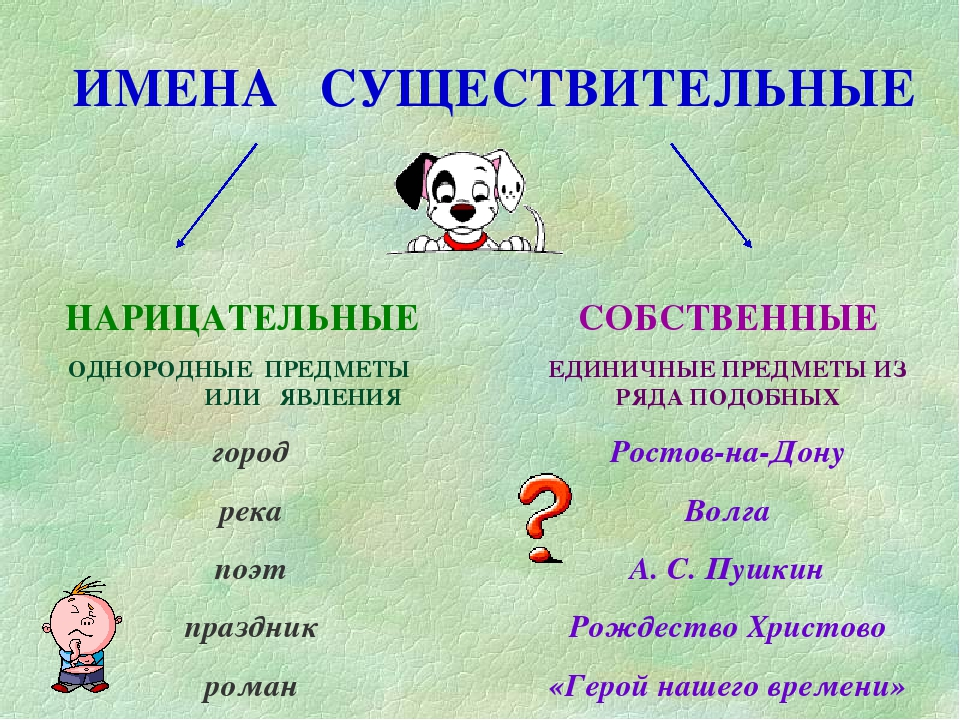 ИМЕНА СУЩЕСТВИТЕЛЬНЫЕ
НАРИЦАТЕЛЬНЫЕ
ОДНОРОДНЫЕ ПРЕДМЕТЫ
ИЛИ ЯВЛЕНИЯ
город
река
поэт
праздник
роман
СОБСТВЕННЫЕ
ЕДИНИЧНЫЕ ПРЕДМЕТЫ ИЗ
РЯДА ПОДОБНЫХ
Ростов-на-Дону
Волга
А. С. Пушкин
Рождество Христово
«Герой нашего времени»
?